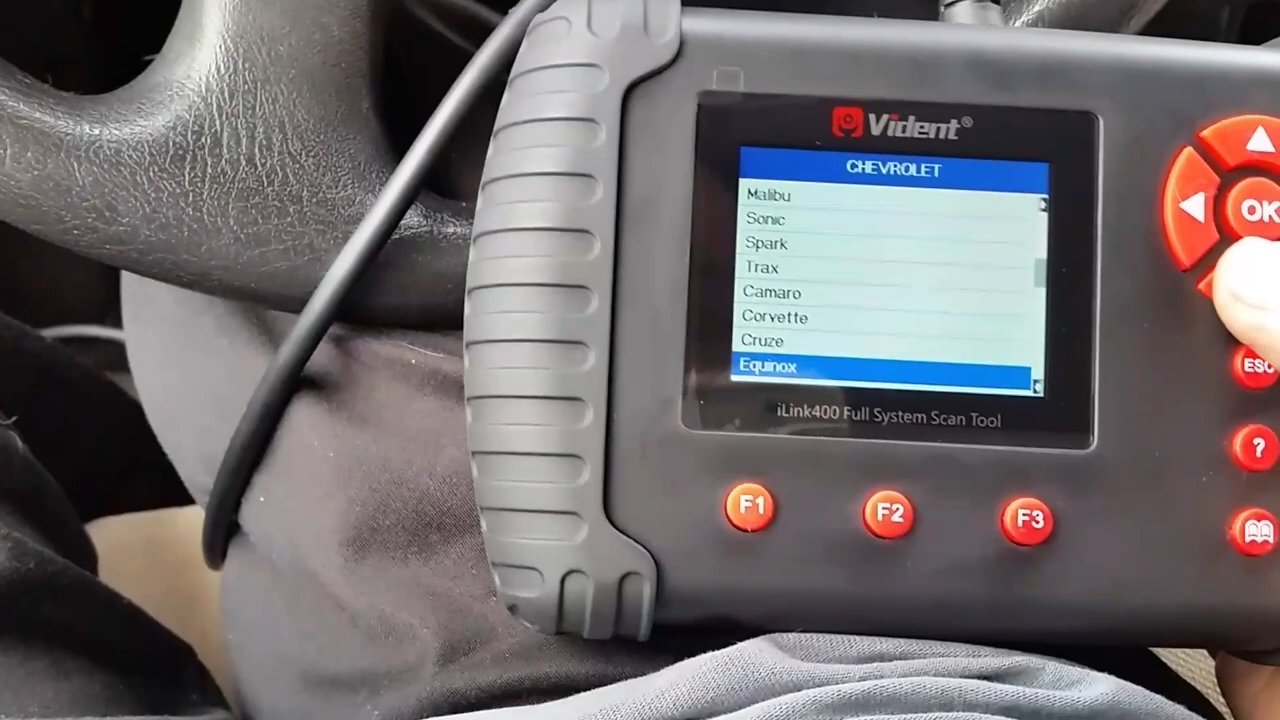 Vident®
CHEVROLET
Malibu
Sonic
Spark
Trax
Camaro
Corvette
Cruze
Equinox
iLink400 Full System Scan Tool
OK
ESC
?
F1
F2
F3